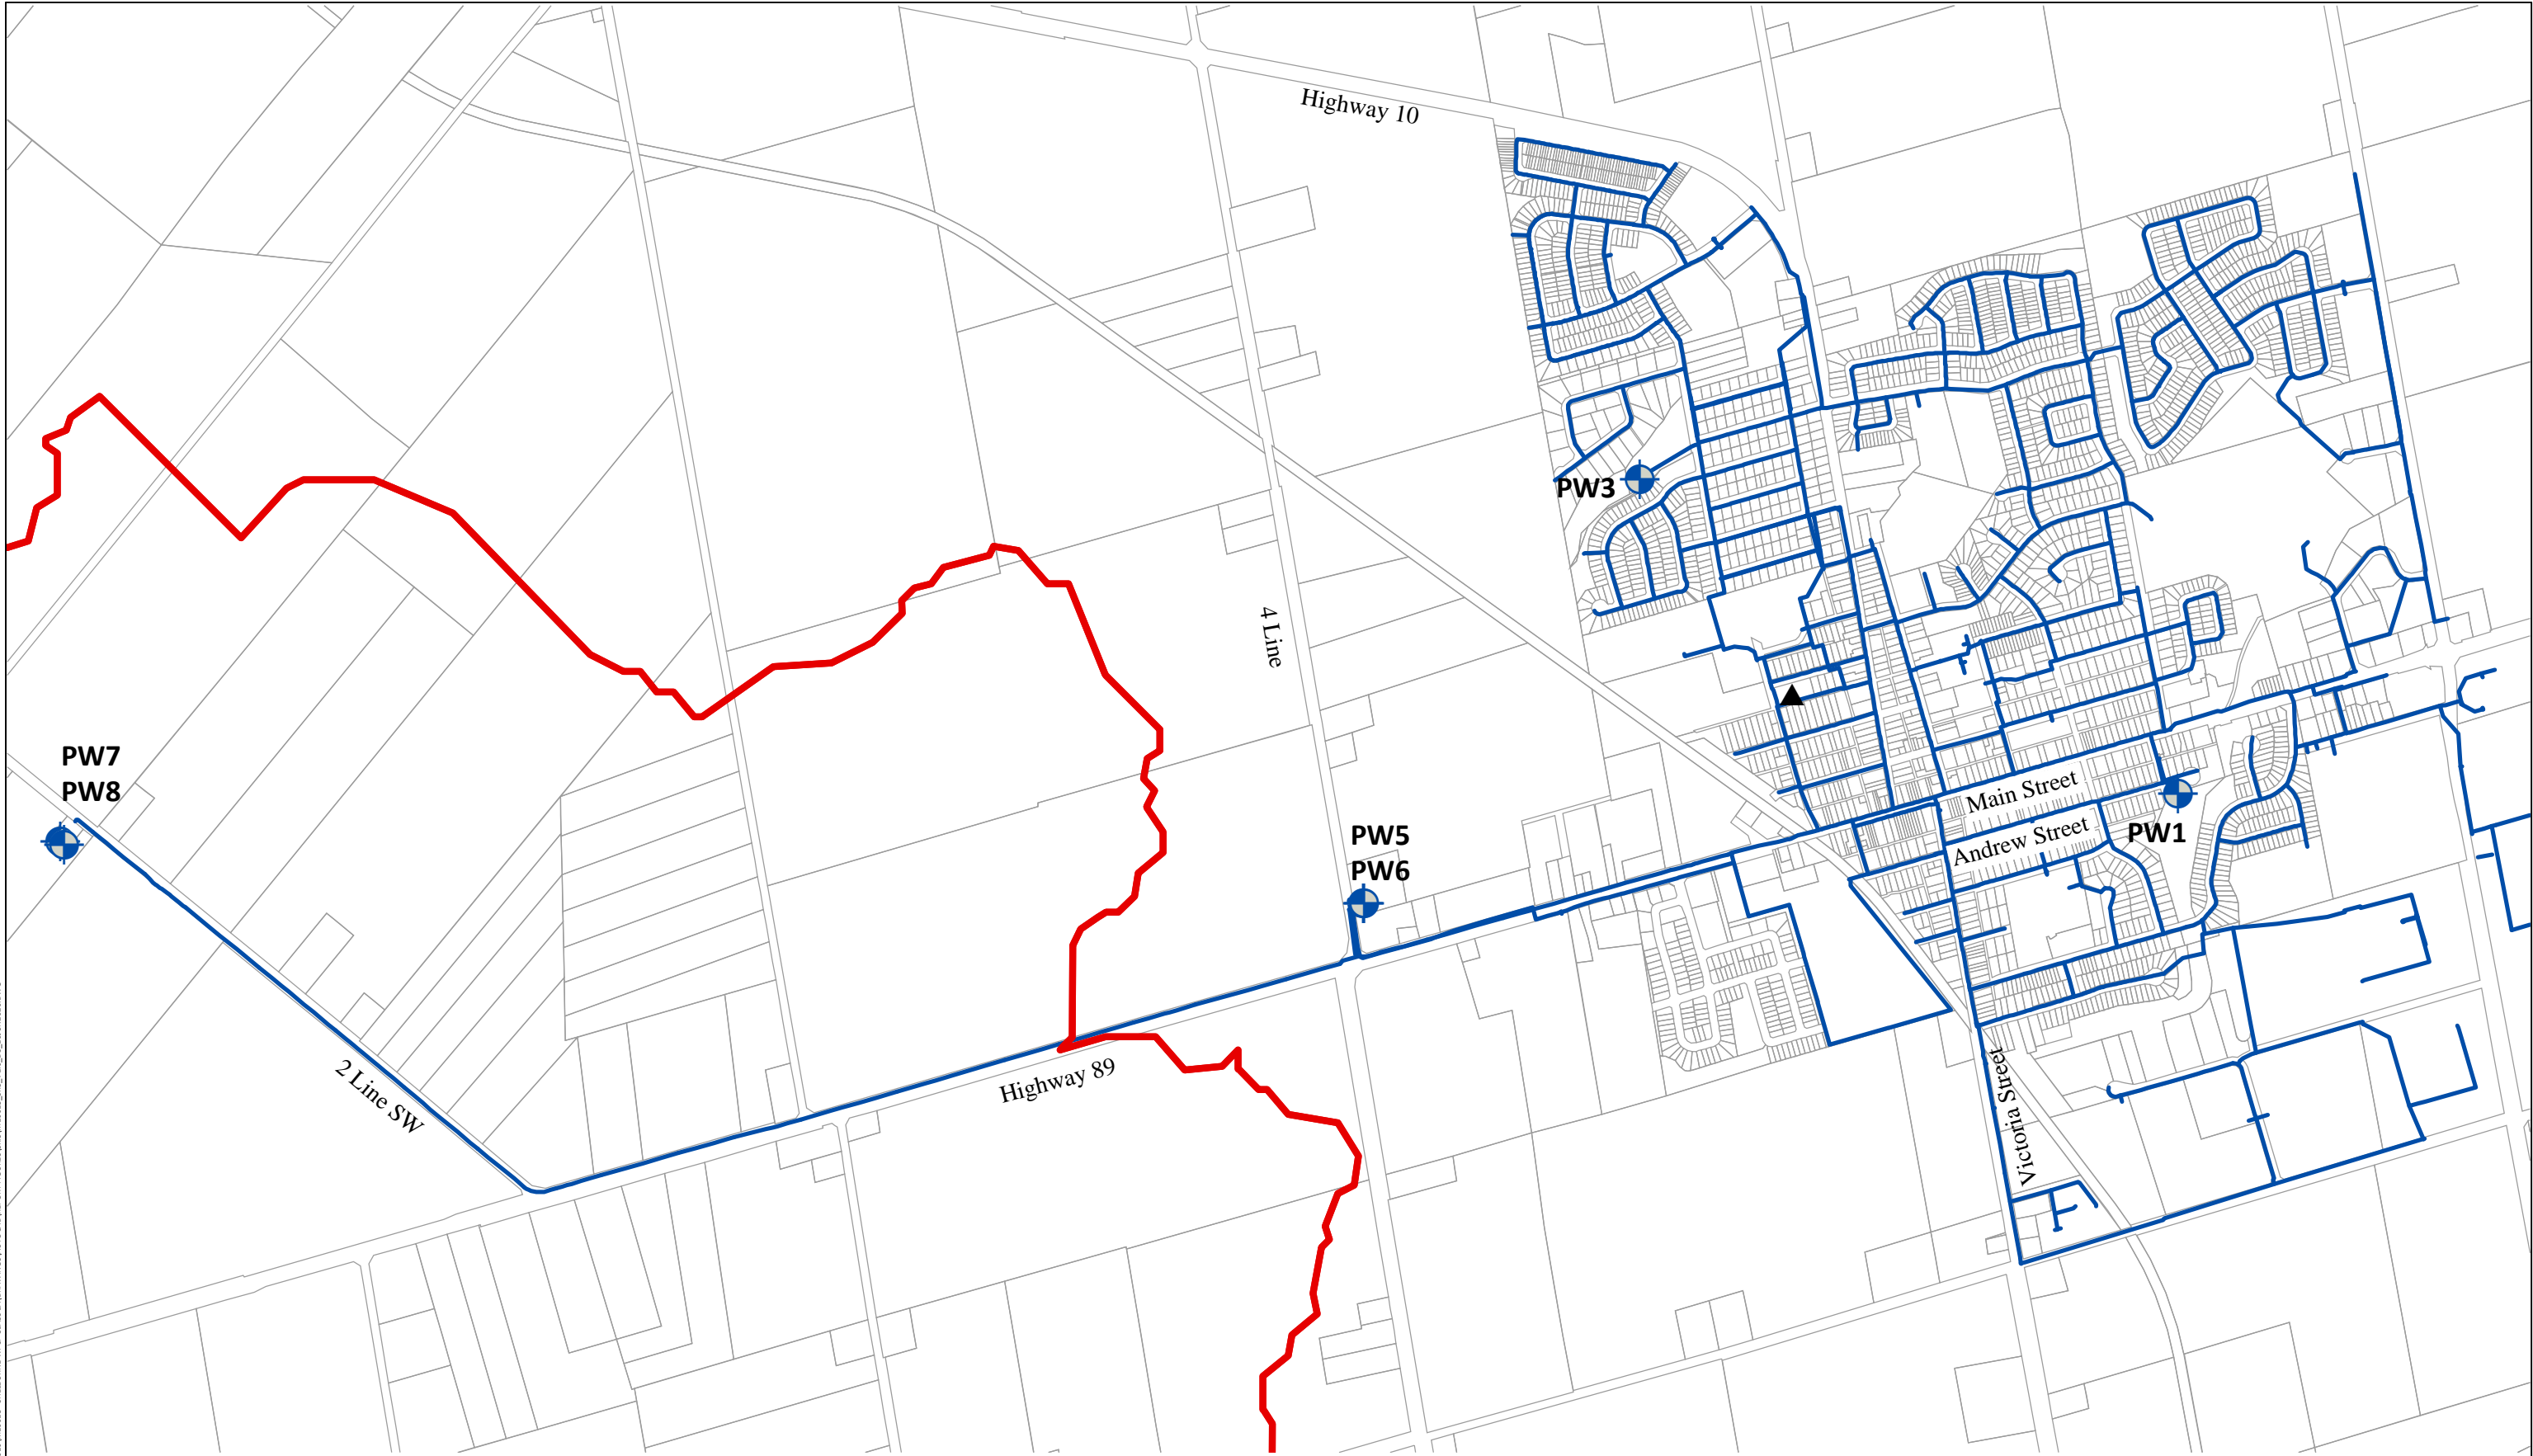 Highway 10
PW3
4 Line
PW7
PW8
PW5
PW6
Main Street
Andrew Street
PW1
Highway 89
2 Line SW
Victoria Street